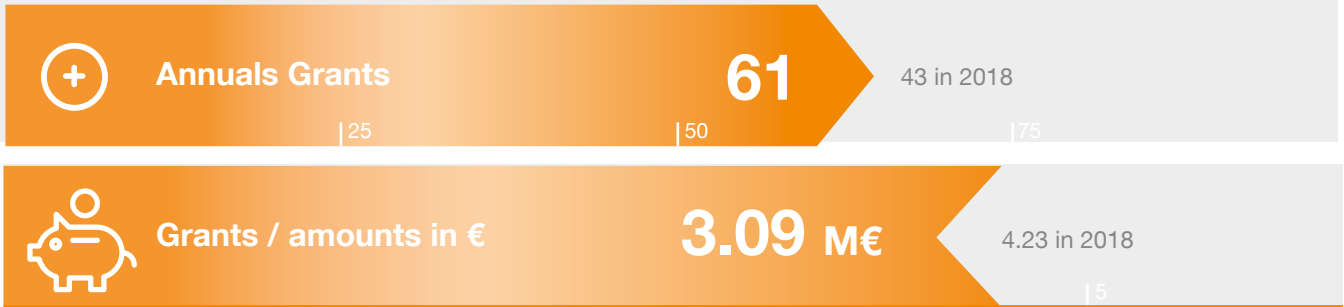 Annuals Grants
61
43 in 2018
25
50
75
Grants / amounts in €
3.09 M€
4.23 in 2018
5